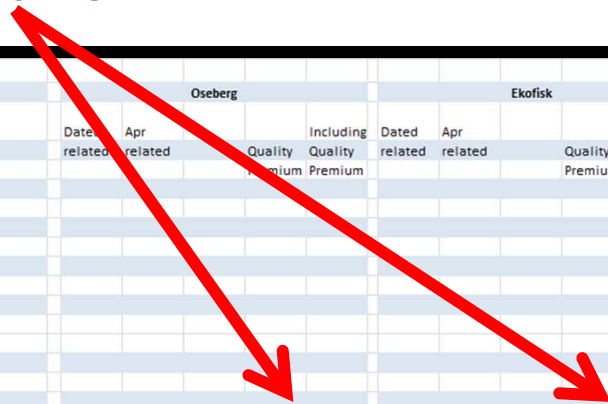 Oseberg Ekofisk
Including
Dated Apr Quality Dated Apr
related related Quality Premium related related Quality
Premium